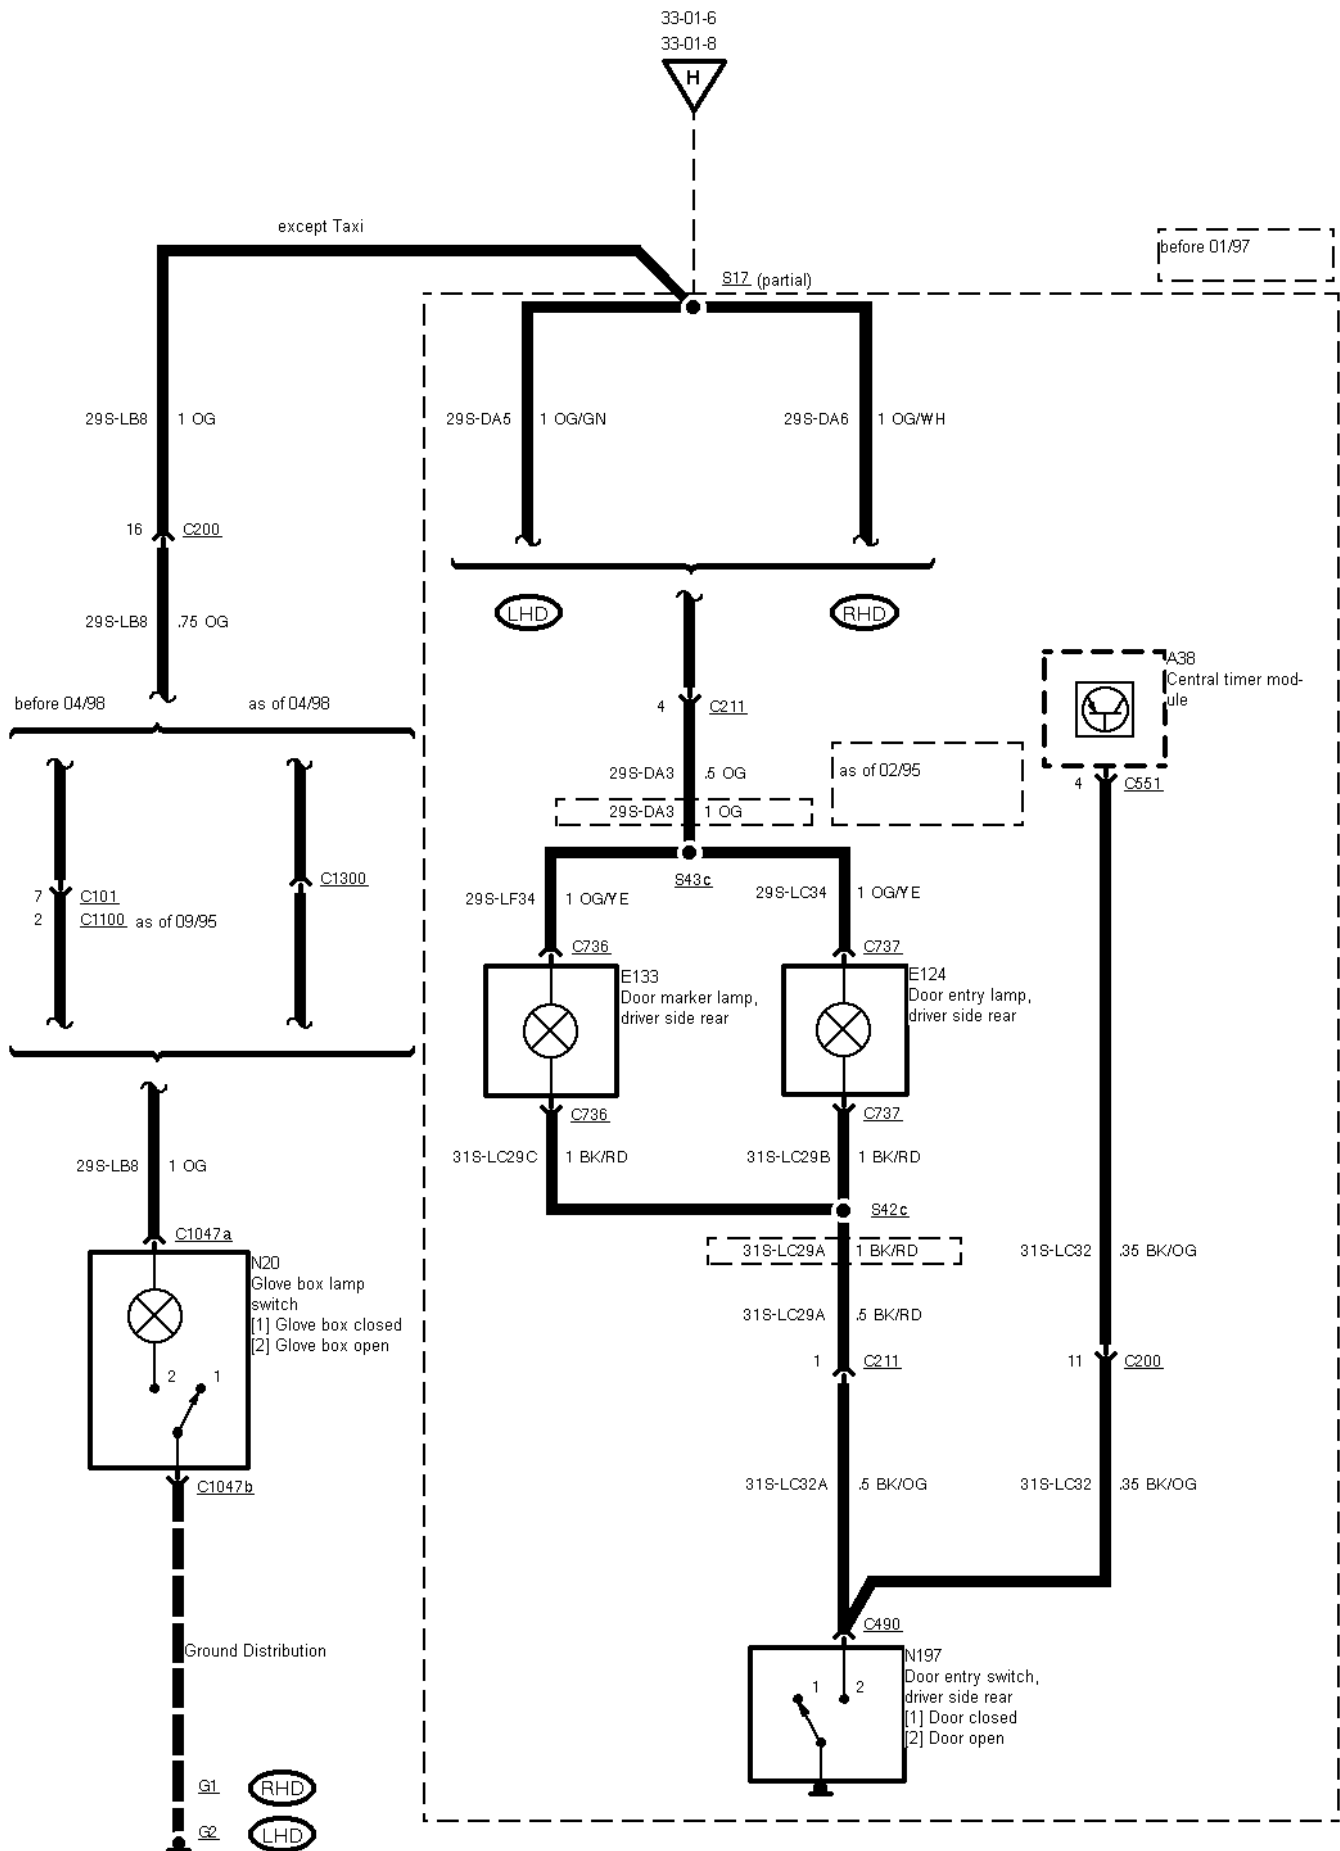 33-01-6
33-01-8
H
except Taxi
before 01/97
S17 (partial)
29S-LB8 1 OG
29S-DA5 1 OG/GN
29S-DA6 1 OG/WH
16 C200
LHD
RHD
29S-LB8 .75 OG
A38
Central timer mod-
ule
before 04/98
as of 04/98
4 C211
29S-DA3 .5 OG
as of 02/95
4 C551
29S-DA3 1 OG
S43c
C1300
7 C101
2 C1100 as of 09/95
29S-LF34 1 OG/YE
29S-LC34 1 OG/YE
C736
C737
E133
Door marker lamp,
driver side rear
E124
Door entry lamp,
driver side rear
C736
C737
29S-LB8 1 OG
31S-LC29C 1 BK/RD
31S-LC29B 1 BK/RD
S42c
C1047a
31S-LC29A 1 BK/RD
31S-LC32 .35 BK/OG
N20
Glove box lamp
switch
[1] Glove box closed
[2] Glove box open
31S-LC29A .5 BK/RD
1 C211
11 C200
2 1
C1047b
31S-LC32A .5 BK/OG
31S-LC32 .35 BK/OG
C490
Ground Distribution
N197
Door entry switch,
driver side rear
[1] Door closed
[2] Door open
1 2
G1 RHD
G2 LHD